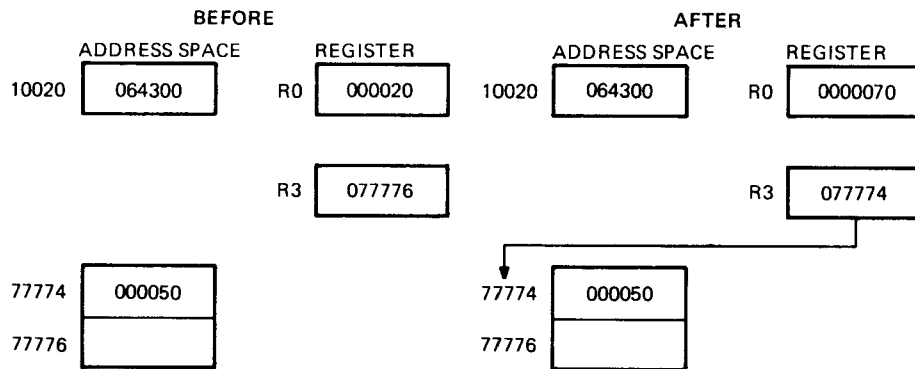 BEFORE AFTER
ADDRESS SPACE REGISTER ADDRESS SPACE REGISTER
10020 064300 R0 000020 10020 064300 R0 0000070
R3 077776 R3 077774
77774 000050 77774 000050
77776 77776